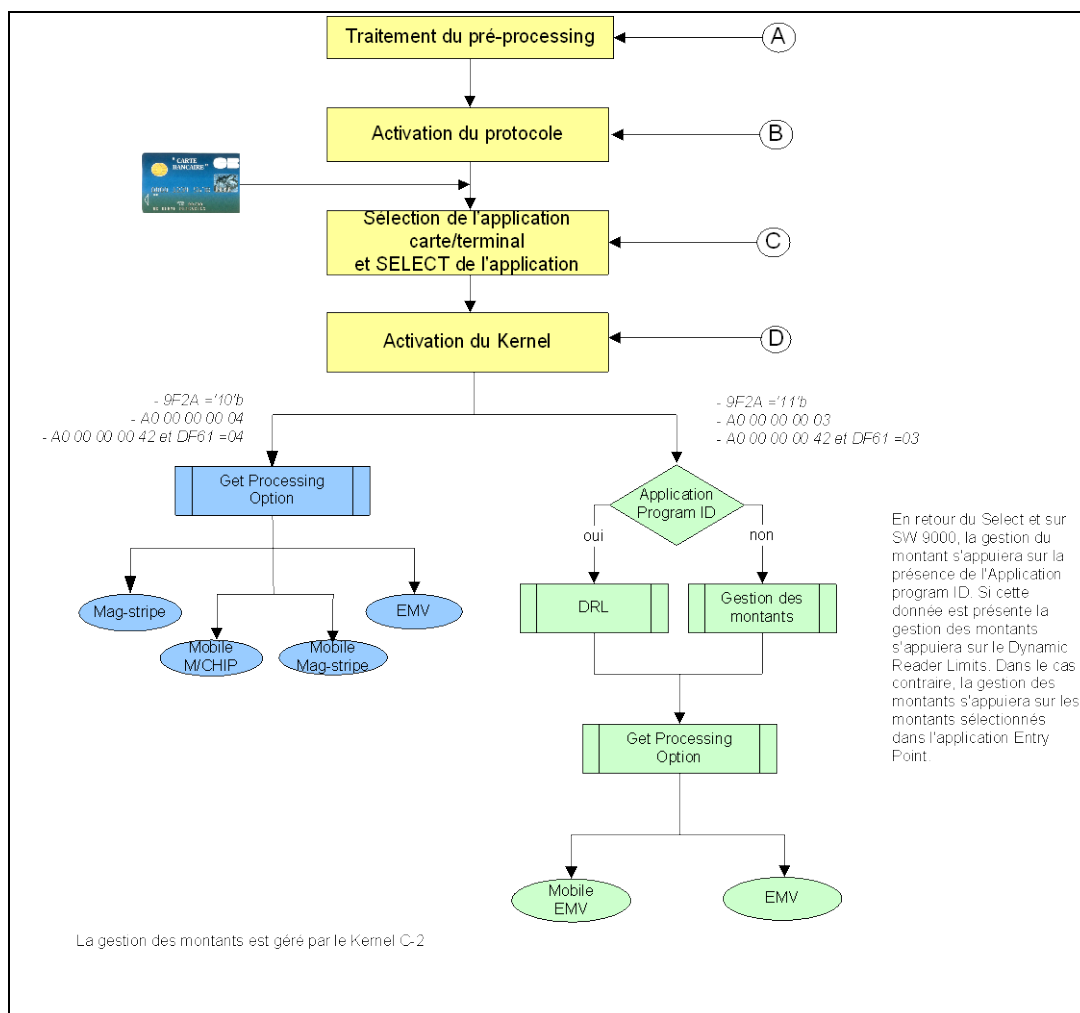 Traitement du pré-processing
A
Activation du protocole
B
"CARTE
BANCAIRE"
Sélection de l'application
carte/terminal
et SELECT de l'application
C
Activation du Kernel
D
- 9F2A ='10'b
- A0 00 00 00 04
- A0 00 00 00 42 et DF61 =04
- 9F2A ='11'b
- A0 00 00 00 03
- A0 00 00 00 42 et DF61 =03
Get Processing
Option
Application
Program ID
oui
non
Mag-stripe
EMV
Mobile
M/CHIP
Mobile
Mag-stripe
DRL
Gestion des
montants
En retour du Select et sur
SW 9000, la gestion du
montant s'appuiera sur la
présence de l'Application
program ID. Si cette
donnée est présente la
gestion des montants
s'appuiera sur le Dynamic
Reader Limits. Dans le cas
contraire, la gestion des
montants s'appuiera sur les
montants sélectionnés
dans l'application Entry
Point.
Get Processing
Option
Mobile
EMV
EMV
La gestion des montants est géré par le Kernel C-2